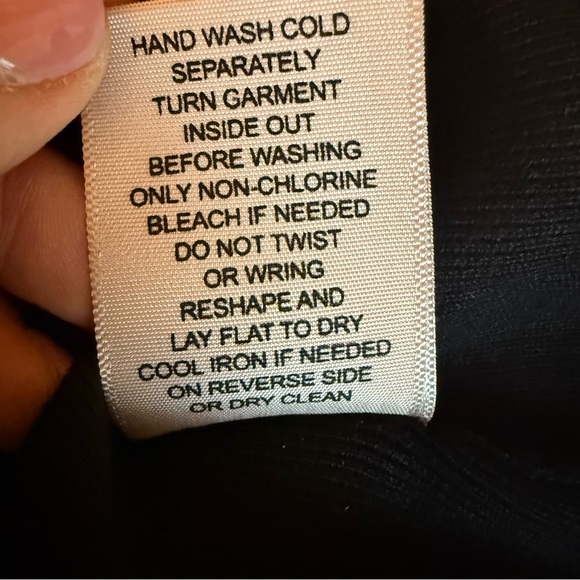 HAND WASH COLD
SEPARATELY
TURN GARMENT
INSIDE OUT
BEFORE WASHING
ONLY NON-CHLORINE
BLEACH IF NEEDED
DO NOT TWIST
OR WRING
RESHAPE AND
LAY FLAT TO DRY
COOL IRON IF NEEDED
ON REVERSE SIDE
OR DRY CLEAN